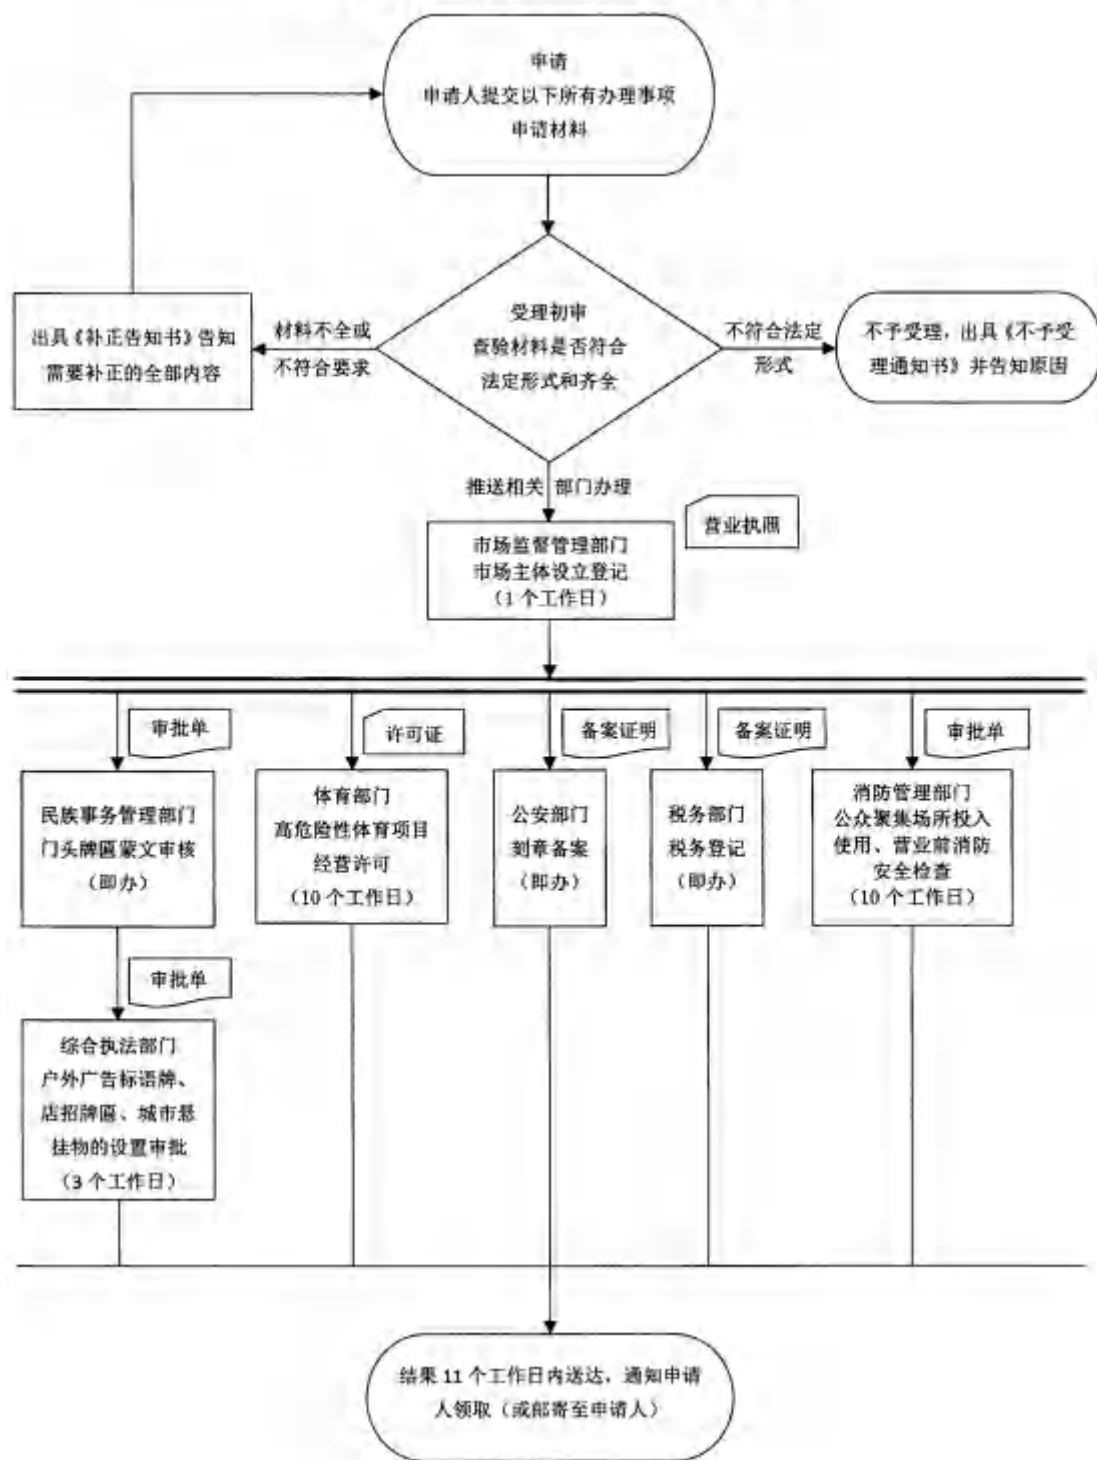 申请
申请人提交以下所有办理事项
申请材料
出具《补正告知书》告知
需要补正的全部内容
材料不全或
不符合要求
受理初审
查验材料是否符合
法定形式和齐全
不符合法定
形式
不予受理，出具《不予受
理通知书》并告知原因
推送相关 部门办理
营业执照
市场监督管理部门
市场主体设立登记
（1 个工作日）
审批单
许可证
备案证明
备案证明
审批单
民族事务管理部门
门头牌匾蒙文审核
（即办）
体育部门
高危险性体育项目
经营许可
（10 个工作日）
公安部门
刻章备案
（即办）
税务部门
税务登记
（即办）
消防管理部门
公众聚集场所投入
使用、营业前消防
安全检查
（10 个工作日）
审批单
综合执法部门
户外广告标语牌、
店招牌匾、城市悬
挂物的设置审批
（3 个工作日）
结果 11 个工作日内送达，通知申请
人领取（或邮寄至申请人）